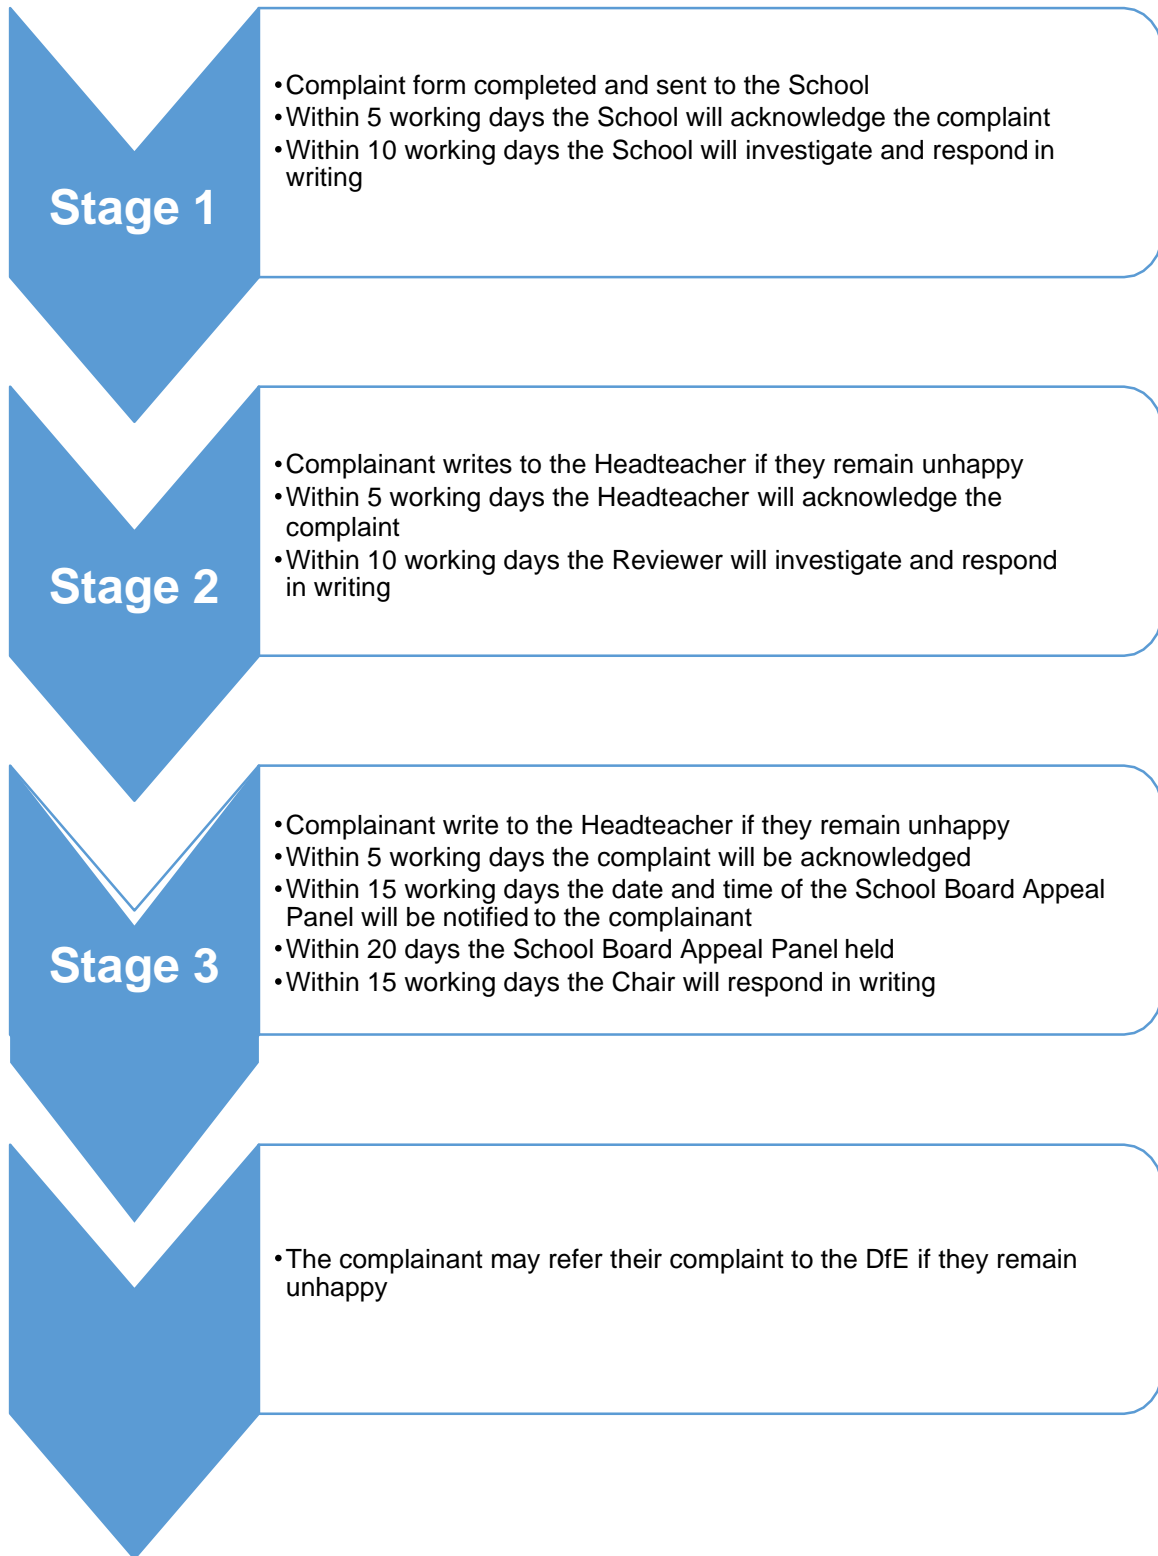 Stage 1
•Complaint form completed and sent to the School
•Within 5 working days the School will acknowledge the complaint
•Within 10 working days the School will investigate and respond in
writing
Stage 2
•Complainant writes to the Headteacher if they remain unhappy
•Within 5 working days the Headteacher will acknowledge the
complaint
•Within 10 working days the Reviewer will investigate and respond
in writing
Stage 3
•Complainant write to the Headteacher if they remain unhappy
•Within 5 working days the complaint will be acknowledged
•Within 15 working days the date and time of the School Board Appeal
Panel will be notified to the complainant
•Within 20 days the School Board Appeal Panel held
•Within 15 working days the Chair will respond in writing
•The complainant may refer their complaint to the DfE if they remain
unhappy